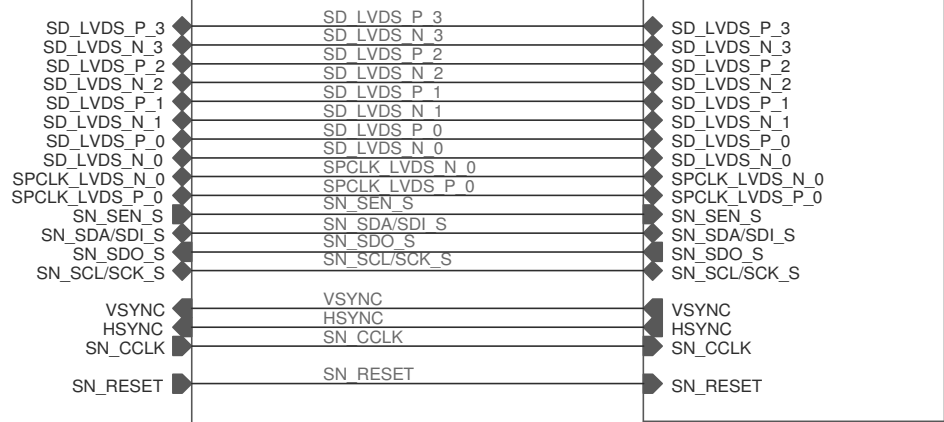 SD_LVDS_P_3 SD_LVDS_P_3 SD_LVDS_P_3
SD_LVDS_N_3 SD_LVDS_N_3 SD_LVDS_N_3
SD_LVDS_P_2 SD_LVDS_P_2 SD_LVDS_P_2
SD_LVDS_N_2 SD_LVDS_N_2 SD_LVDS_N_2
SD_LVDS_P_1 SD_LVDS_P_1 SD_LVDS_P_1
SD_LVDS_N_1 SD_LVDS_N_1 SD_LVDS_N_1
SD_LVDS_P_0 SD_LVDS_P_0 SD_LVDS_P_0
SD_LVDS_N_0 SD_LVDS_N_0 SD_LVDS_N_0
SPCLK_LVDS_N_0 SPCLK_LVDS_N_0 SPCLK_LVDS_N_0
SPCLK_LVDS_P_0 SPCLK_LVDS_P_0 SPCLK_LVDS_P_0
SN_SEN_S SN_SEN_S SN_SEN_S
SN_SDA/SDI_S SN_SDA/SDI_S SN_SDA/SDI_S
SN_SDO_S SN_SDO_S SN_SDO_S
SN_SCL/SCK_S SN_SCL/SCK_S SN_SCL/SCK_S
VSYNC VSYNC VSYNC
HSYNC HSYNC HSYNC
SN_CCLK SN_CCLK SN_CCLK
SN_RESET SN_RESET SN_RESET